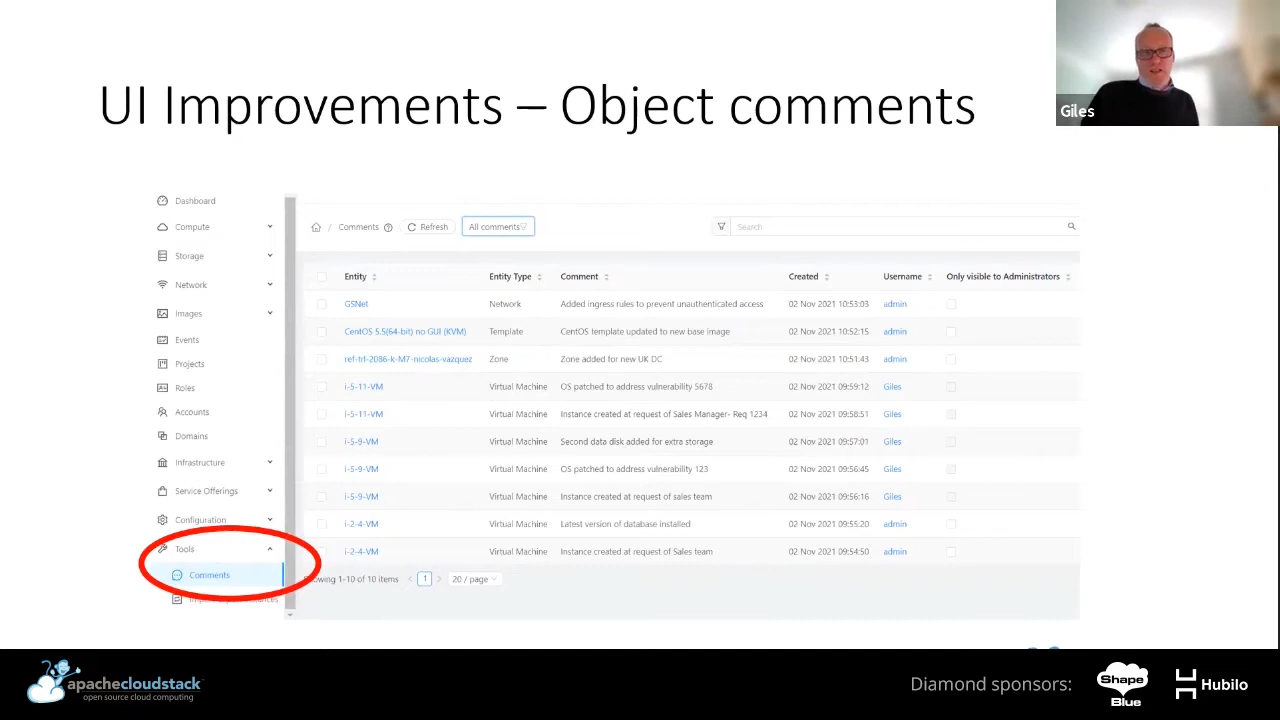 UI Improvements – Object comments
Giles
Dashboard
Compute
Storage
Network
Images
Events
Projects
Roles
Accounts
Domains
Infrastructure
Service Offerings
Configuration
Tools
Comments
/ Comments Refresh All comments Search
Entity Entity Type Comment Created Username Only visible to Administrators
GSNet Network Added ingress rules to prevent unauthenticated access 02 Nov 2021 10:53:03 admin
CentOS 5.5(64-bit) no GUI (KVM) Template CentOS template updated to new base image 02 Nov 2021 10:52:15 admin
ref-trl-2086-k-M7-nicolas-vazquez Zone Zone added for new UK DC 02 Nov 2021 10:51:43 admin
i-5-11-VM Virtual Machine OS patched to address vulnerability 5678 02 Nov 2021 09:59:12 Giles
i-5-11-VM Virtual Machine Instance created at request of Sales Manager- Req 1234 02 Nov 2021 09:58:51 Giles
i-5-9-VM Virtual Machine Second data disk added for extra storage 02 Nov 2021 09:57:01 Giles
i-5-9-VM Virtual Machine OS patched to address vulnerability 123 02 Nov 2021 09:56:45 Giles
i-5-9-VM Virtual Machine Instance created at request of sales team 02 Nov 2021 09:56:16 Giles
i-2-4-VM Virtual Machine Latest version of database installed 02 Nov 2021 09:55:20 admin
i-2-4-VM Virtual Machine Instance created at request of Sales team 02 Nov 2021 09:54:50 admin
1-10 of 10 items < 1 > 20 / page
apachecloudstack
open source cloud computing
Diamond sponsors:
Shape
Blue
Hubilo